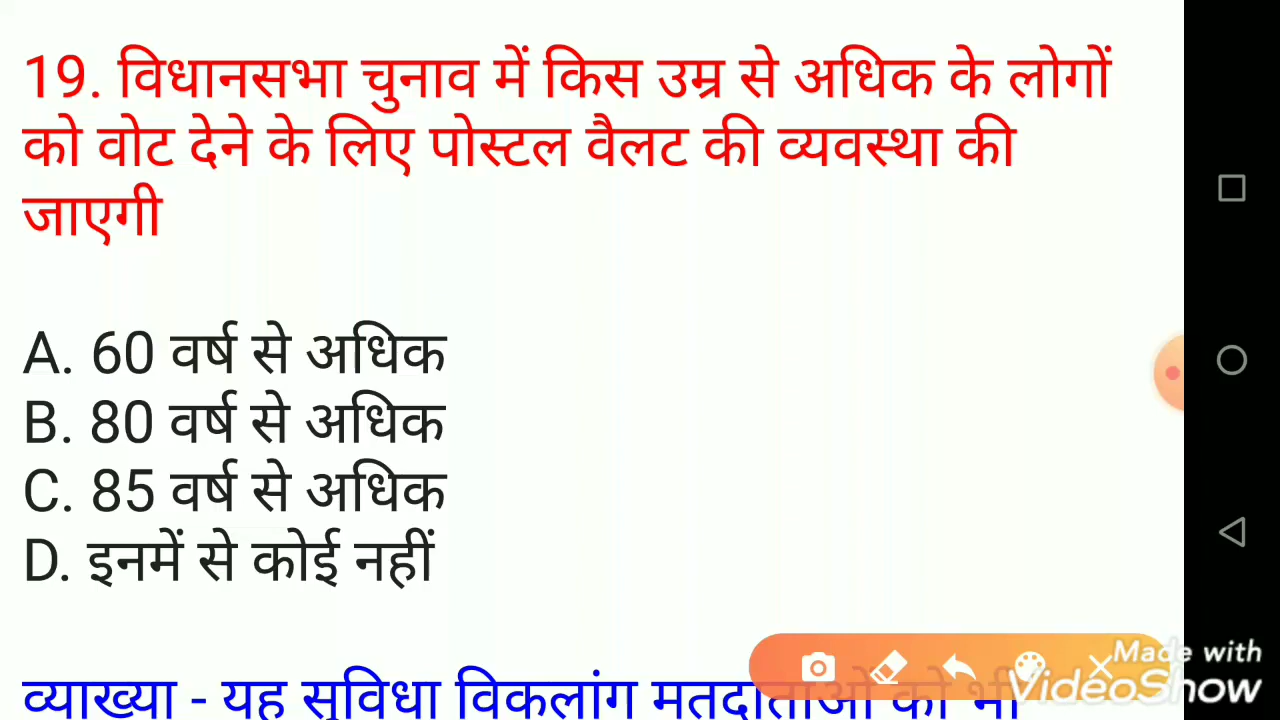 19. विधानसभा चुनाव में किस उम्र से अधिक के लोगों
को वोट देने के लिए पोस्टल वैलट की व्यवस्था की
जाएगी
A. 60 वर्ष से अधिक
B. 80 वर्ष से अधिक
C. 85 वर्ष से अधिक
D. इनमें से कोई नहीं
व्याख्या - यह सुविधा विकलांग मतदाताओं को भी
Made with
VideoShow